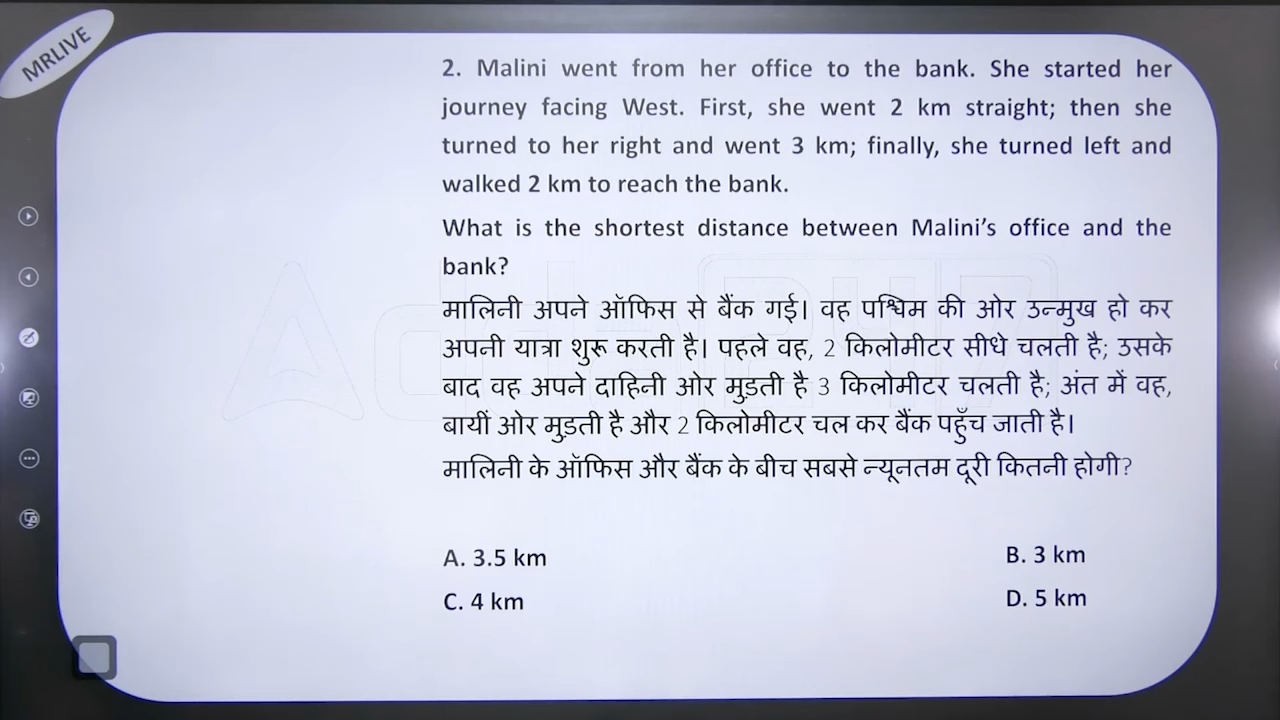 MRLIVE
2. Malini went from her office to the bank. She started her
journey facing West. First, she went 2 km straight; then she
turned to her right and went 3 km; finally, she turned left and
walked 2 km to reach the bank.
What is the shortest distance between Malini’s office and the
bank?
मालिनी अपने ऑफिस से बैंक गई। वह पश्चिम की ओर उन्मुख हो कर
अपनी यात्रा शुरू करती है। पहले वह, 2 किलोमीटर सीधे चलती है; उसके
बाद वह अपने दाहिनी ओर मुड़ती है 3 किलोमीटर चलती है; अंत में वह,
बायीं ओर मुड़ती है और 2 किलोमीटर चल कर बैंक पहुँच जाती है।
मालिनी के ऑफिस और बैंक के बीच सबसे न्यूनतम दूरी कितनी होगी?
A. 3.5 km B. 3 km
C. 4 km D. 5 km